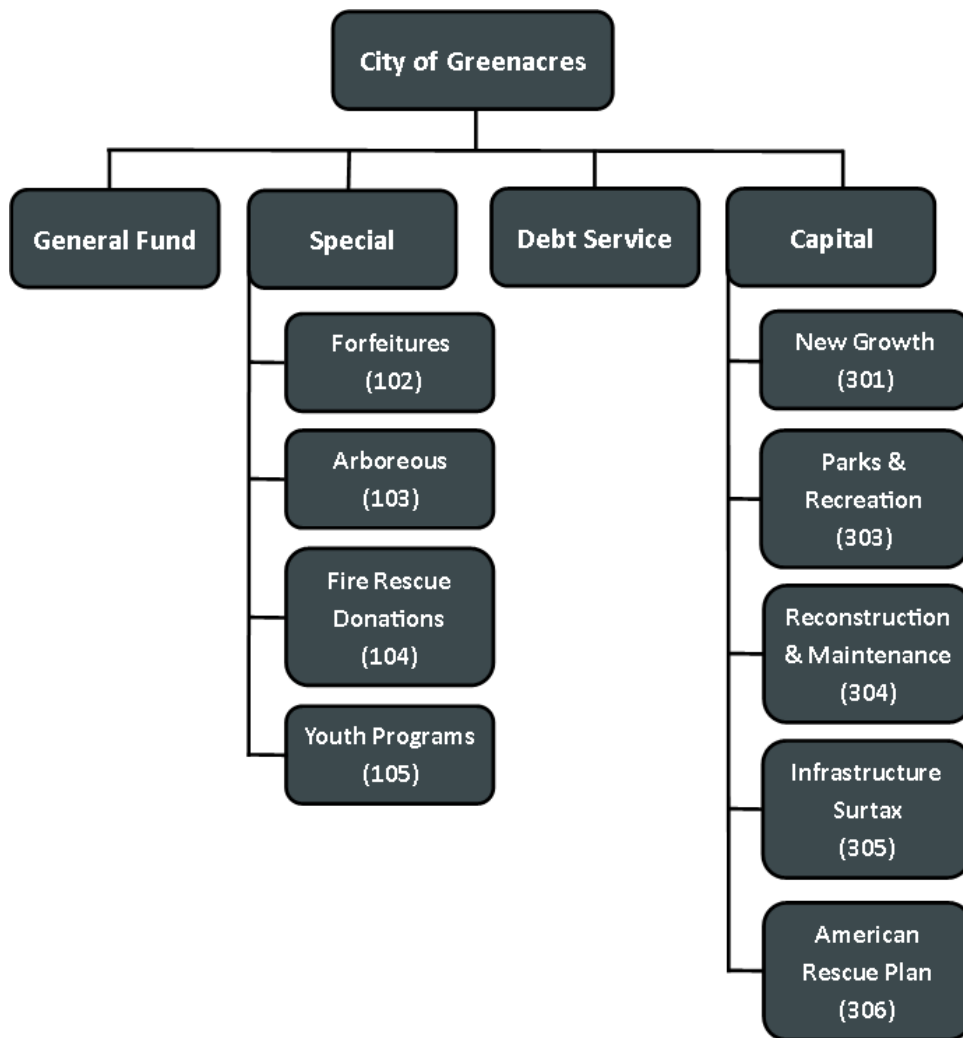 City of Greenacres
General Fund
Special
Debt Service
Capital
Forfeitures
(102)
Arboreous
(103)
Fire Rescue
Donations
(104)
Youth Programs
(105)
New Growth
(301)
Parks &
Recreation
(303)
Reconstruction
& Maintenance
(304)
Infrastructure
Surtax
(305)
American
Rescue Plan
(306)